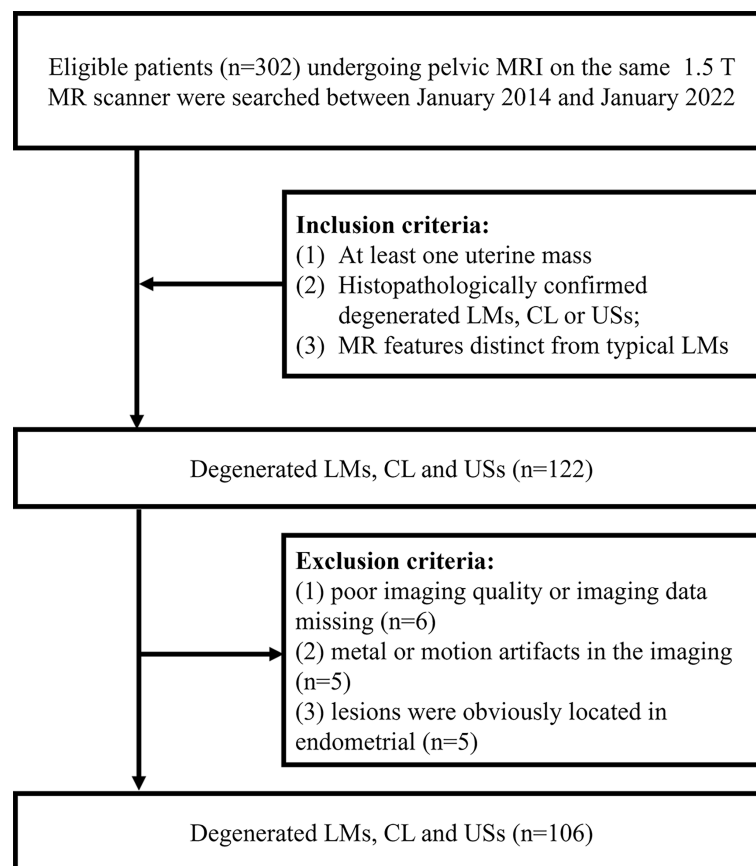 Eligible patients (n=302) undergoing pelvic MRI on the same 1.5 T
MR scanner were searched between January 2014 and January 2022
Inclusion criteria:
(1) At least one uterine mass
(2) Histopathologically confirmed
degenerated LMs, CL or USs;
(3) MR features distinct from typical LMs
Degenerated LMs, CL and USs (n=122)
Exclusion criteria:
(1) poor imaging quality or imaging data
missing (n=6)
(2) metal or motion artifacts in the imaging
(n=5)
(3) lesions were obviously located in
endometrial (n=5)
Degenerated LMs, CL and USs (n=106)